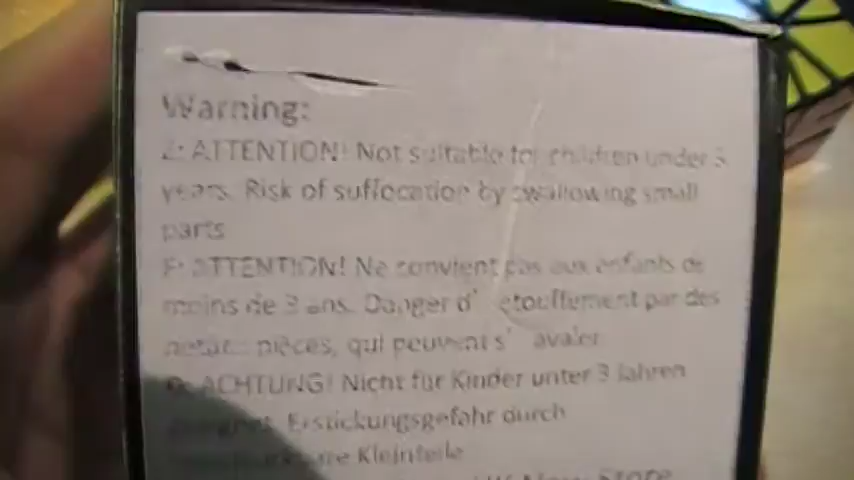 Warning:
ATTENTION! Not suitable for children under 3
years. Risk of suffocation by swallowing small
parts
F: ATTENTION! Ne convient pas aux enfants de
moins de 3 ans. Danger d' etouffement par des
pièces, qui peuvent s' avaler
ACHTUNG! Nicht für Kinder unter 3 Jahren
Erstickungsgefahr durch
Kleinteile
Store